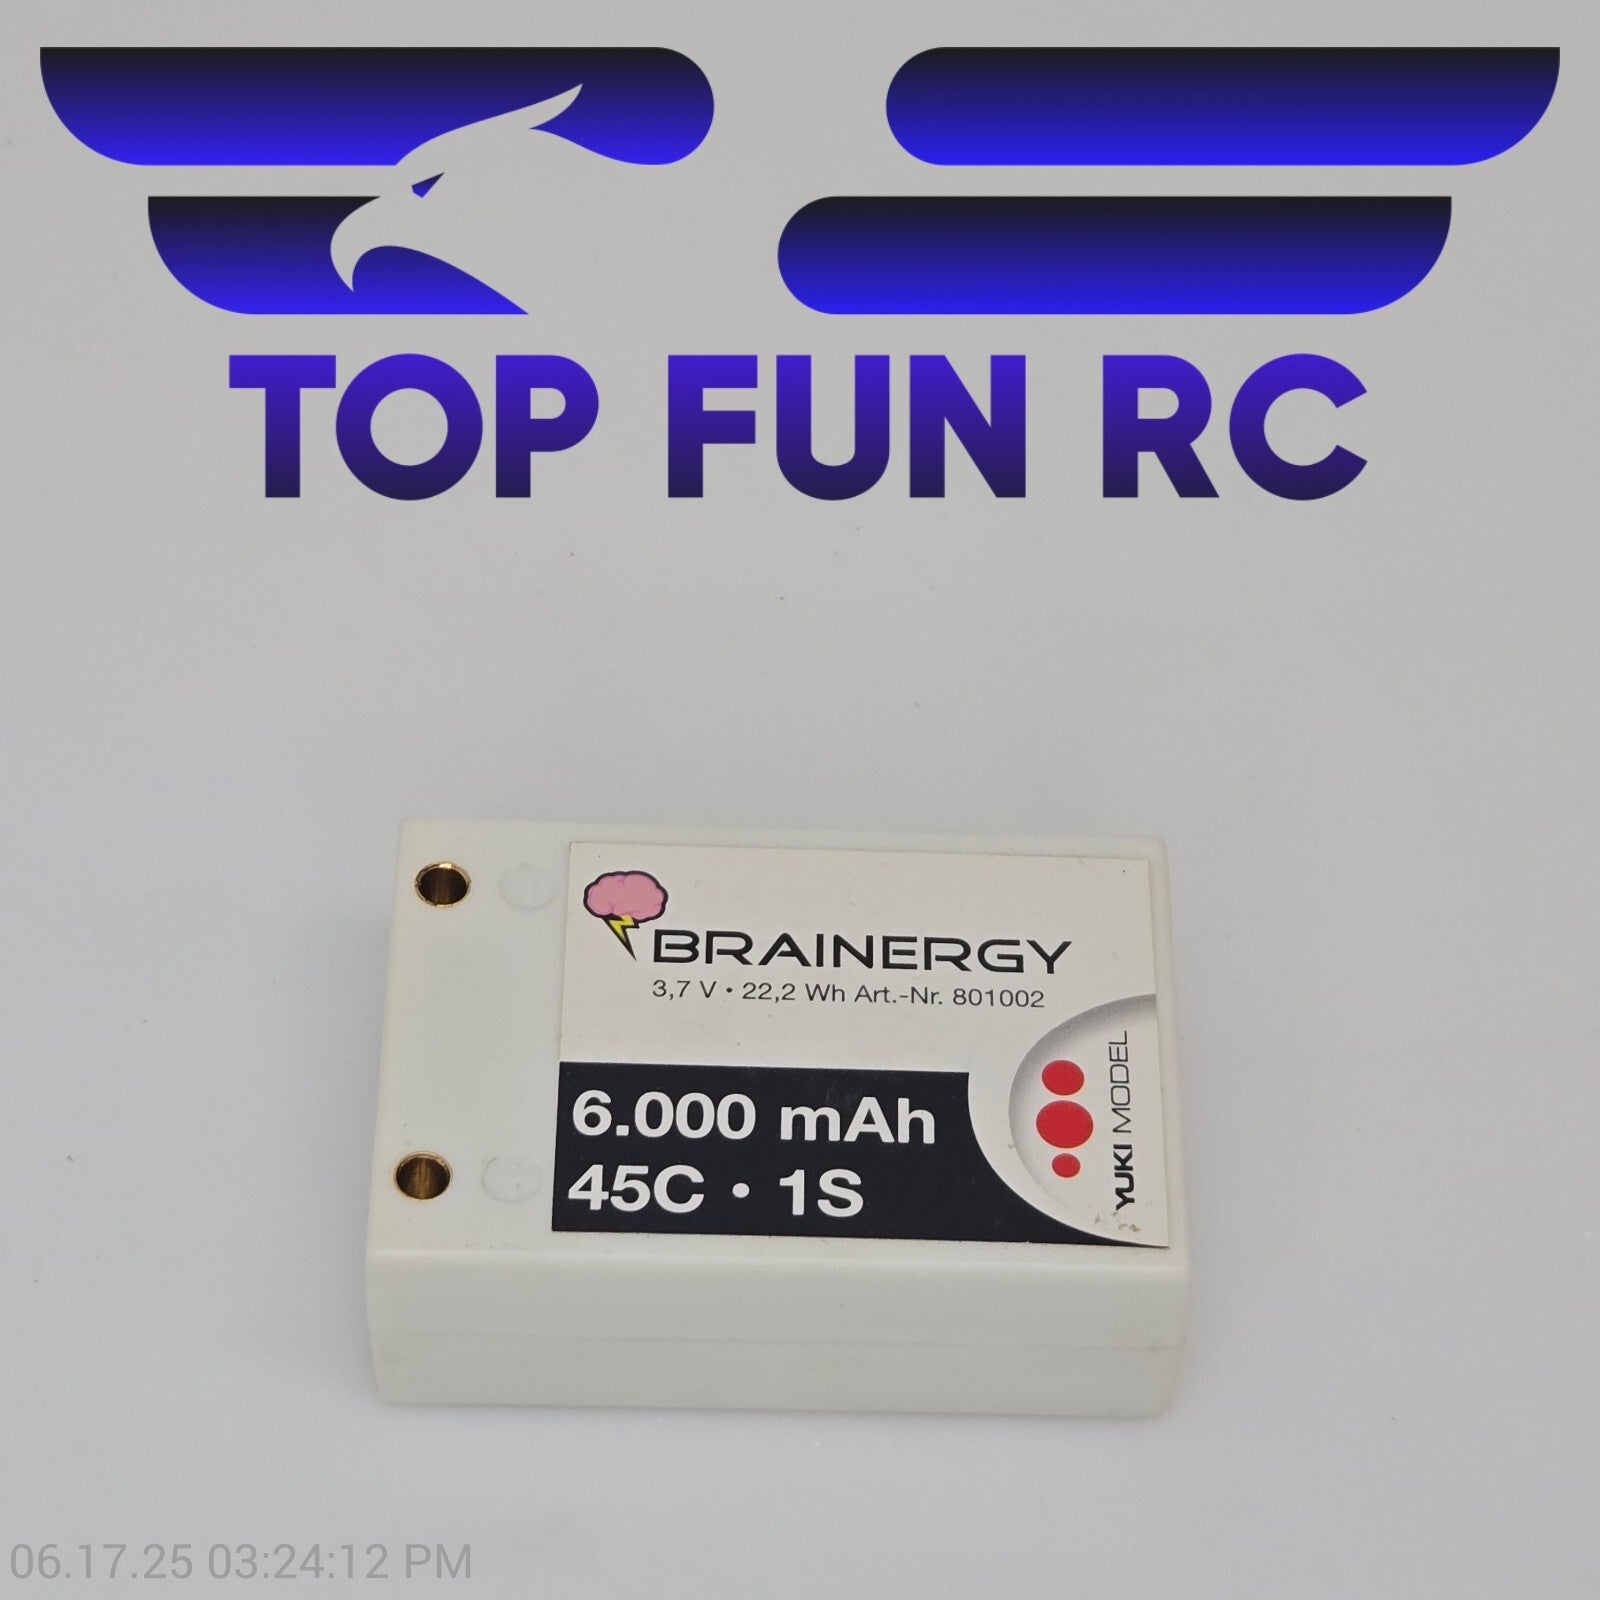 TOP FUN RC
BRAINERGY
3,7 V • 22,2 Wh Art.-Nr. 801002
6.000 mAh
45C • 1S
YUKI MODEL
06.17.25 03:24:12 PM